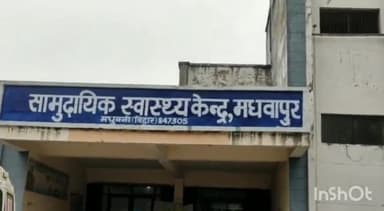 सामुदायिक स्वास्थ्य केन्द्र, मधवापुर
मधुबनी (बिहार) 847305
InShOt